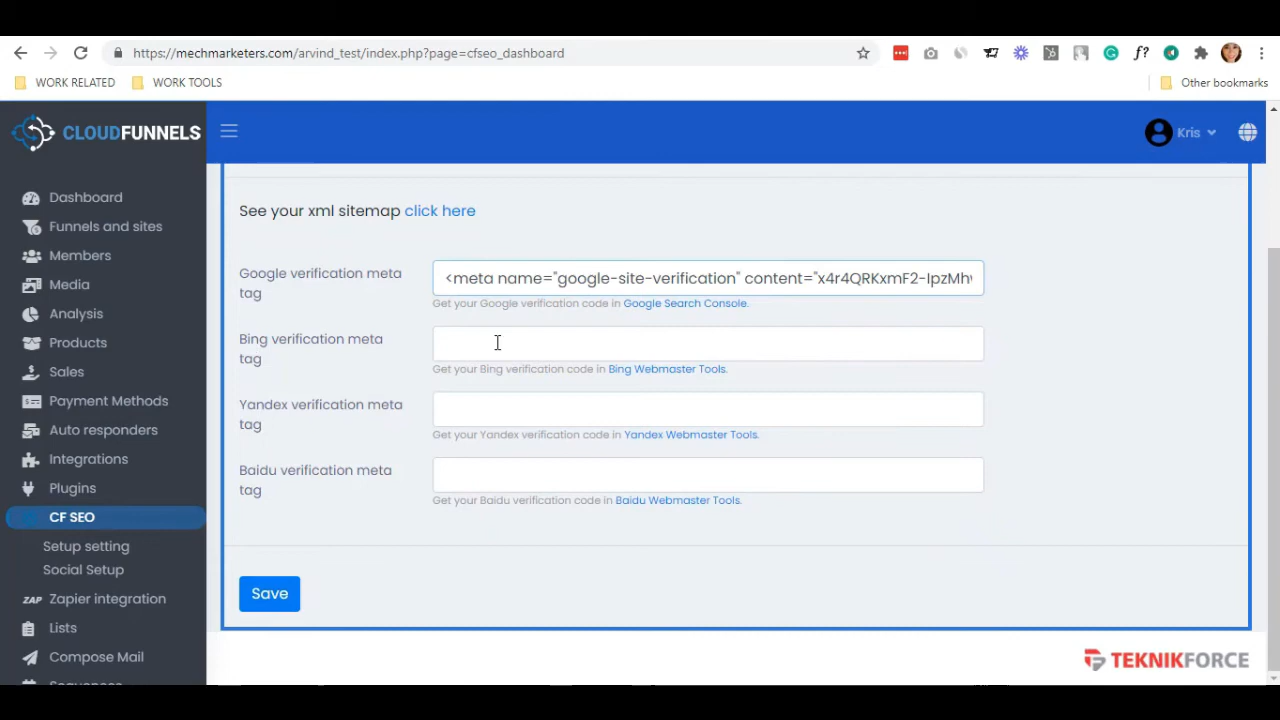 https://mechmarketers.com/arvind_test/index.php?page=cfseo_dashboard
f?
WORK RELATED
WORK TOOLS
Other bookmarks
CLOUDFUNNELS
Kris
Dashboard
Funnels and sites
Members
Media
Analysis
Products
Sales
Payment Methods
Auto responders
Integrations
Plugins
CF SEO
Setup setting
Social Setup
ZAP Zapier integration
Lists
Compose Mail
See your xml sitemap click here
Google verification meta
tag
<meta name="google-site-verification" content="x4r4QRKxmF2-IpzMh
Get your Google verification code in Google Search Console.
Bing verification meta
tag
Get your Bing verification code in Bing Webmaster Tools.
Yandex verification meta
tag
Get your Yandex verification code in Yandex Webmaster Tools.
Baidu verification meta
tag
Get your Baidu verification code in Baidu Webmaster Tools.
Save
TEKNIKFORCE